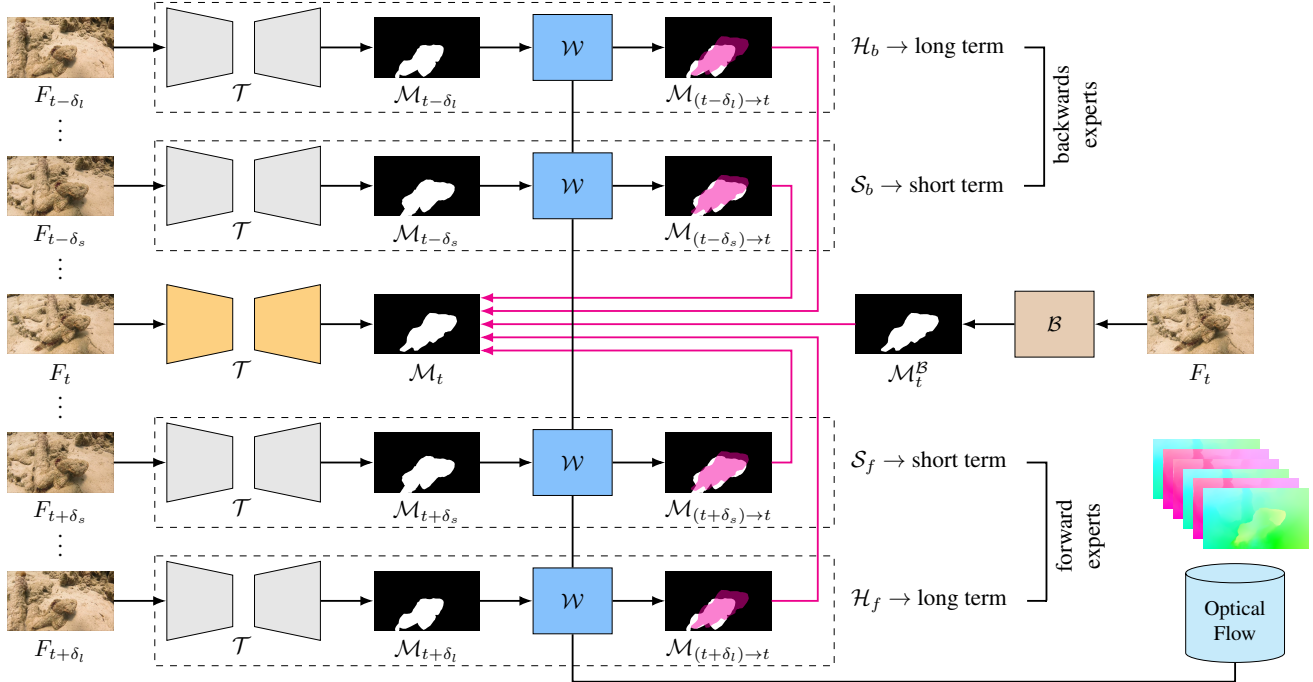 F_{t−δ_l}
𝒯
ℳ_{t−δ_l}
𝒲
ℳ_{(t−δ_l)→t}
ℋ_b → long term
⋮
F_{t−δ_s}
𝒯
ℳ_{t−δ_s}
𝒲
ℳ_{(t−δ_s)→t}
𝒮_b → short term
backwards
experts
⋮
F_t
𝒯
ℳ_t
ℳ_t^ℬ
ℬ
F_t
⋮
F_{t+δ_s}
𝒯
ℳ_{t+δ_s}
𝒲
ℳ_{(t+δ_s)→t}
𝒮_f → short term
⋮
F_{t+δ_l}
𝒯
ℳ_{t+δ_l}
𝒲
ℳ_{(t+δ_l)→t}
ℋ_f → long term
forward
experts
Optical
Flow